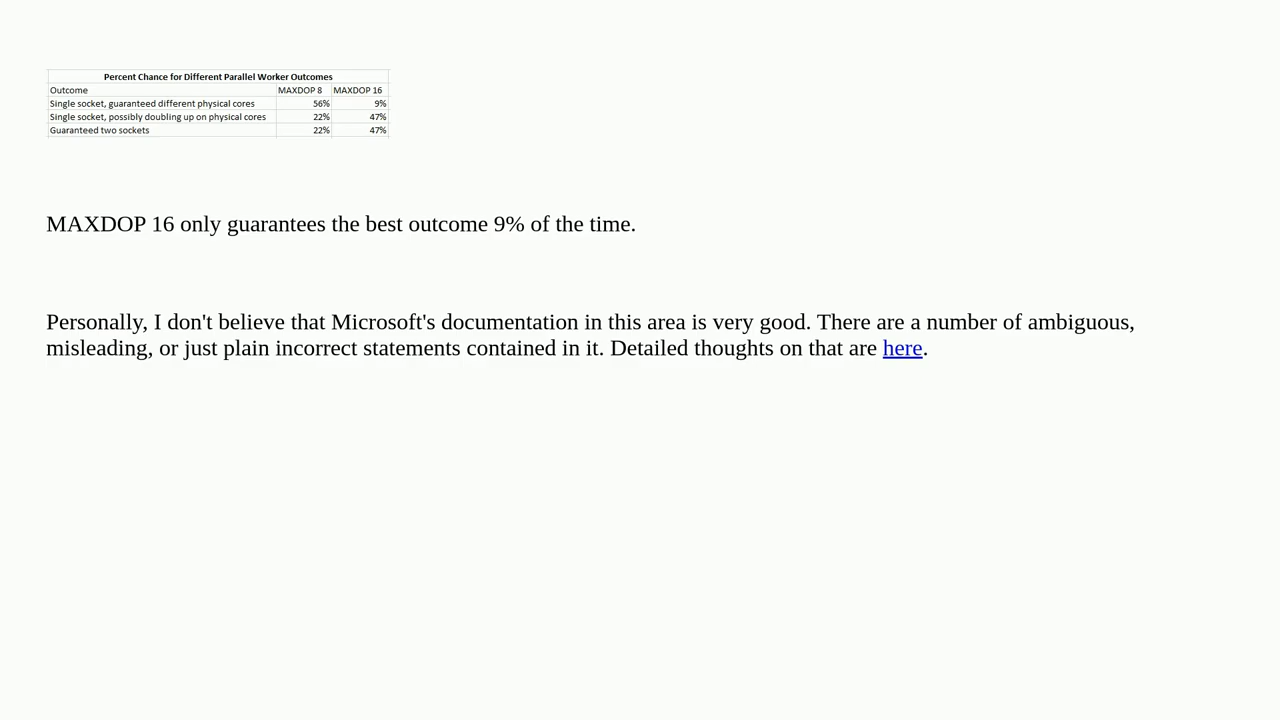 Percent Chance for Different Parallel Worker Outcomes
Outcome MAXDOP 8 MAXDOP 16
Single socket, guaranteed different physical cores 56% 9%
Single socket, possibly doubling up on physical cores 22% 47%
Guaranteed two sockets 22% 47%
MAXDOP 16 only guarantees the best outcome 9% of the time.
Personally, I don't believe that Microsoft's documentation in this area is very good. There are a number of ambiguous,
misleading, or just plain incorrect statements contained in it. Detailed thoughts on that are here.